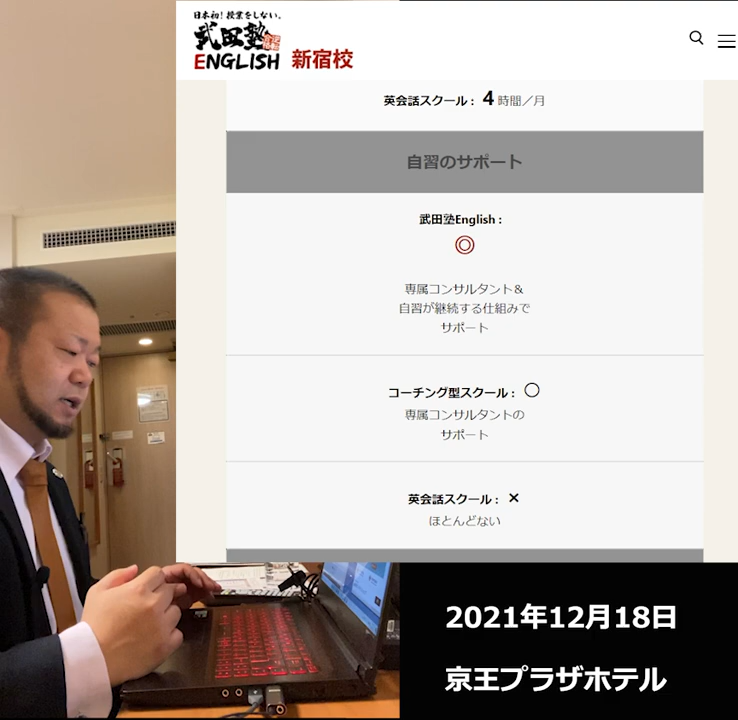 日本初!授業をしない。
武田塾
ENGLISH 新宿校
英会話スクール: 4 時間/月
自習のサポート
武田塾English:
◎
専属コンサルタント&
自習が継続する仕組みで
サポート
コーチング型スクール: ○
専属コンサルタントの
サポート
英会話スクール: ×
ほとんどない
2021年12月18日
京王プラザホテル